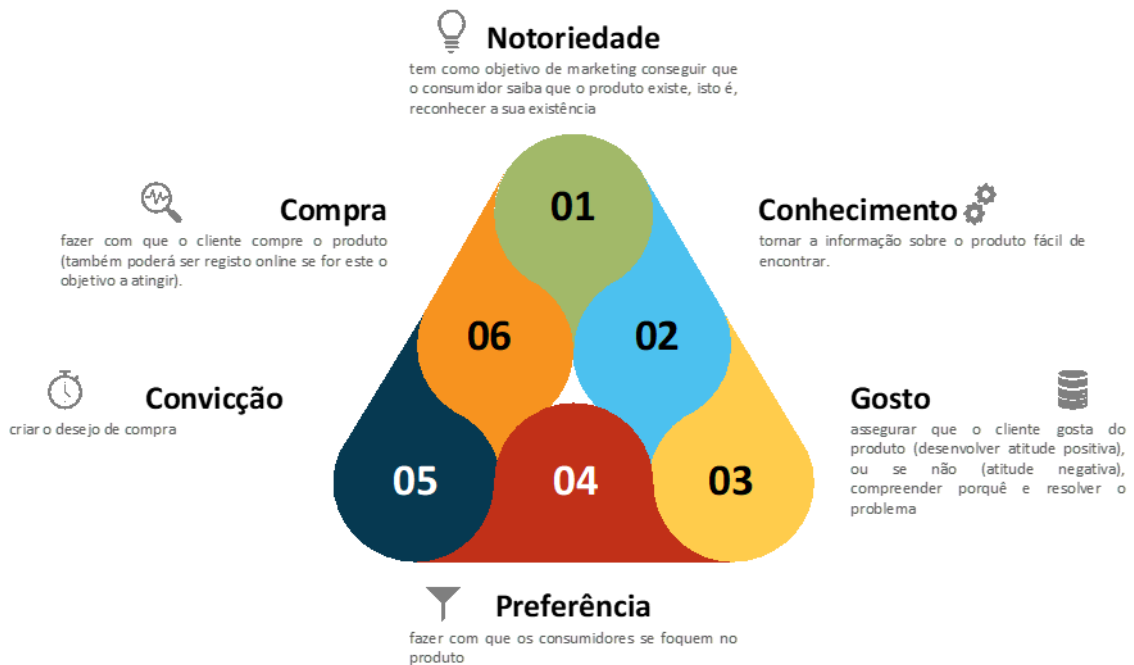 Notoriedade
tem como objetivo de marketing conseguir que
o consumidor saiba que o produto existe, isto é,
reconhecer a sua existência
01
Conhecimento
tornar a informação sobre o produto fácil de
encontrar.
02
Gosto
assegurar que o cliente gosta do
produto (desenvolver atitude positiva),
ou se não (atitude negativa),
compreender porquê e resolver o
problema
03
Preferência
fazer com que os consumidores se foquem no
produto
04
Convicção
criar o desejo de compra
05
Compra
fazer com que o cliente compre o produto
(também poderá ser registo online se for este o
objetivo a atingir).
06